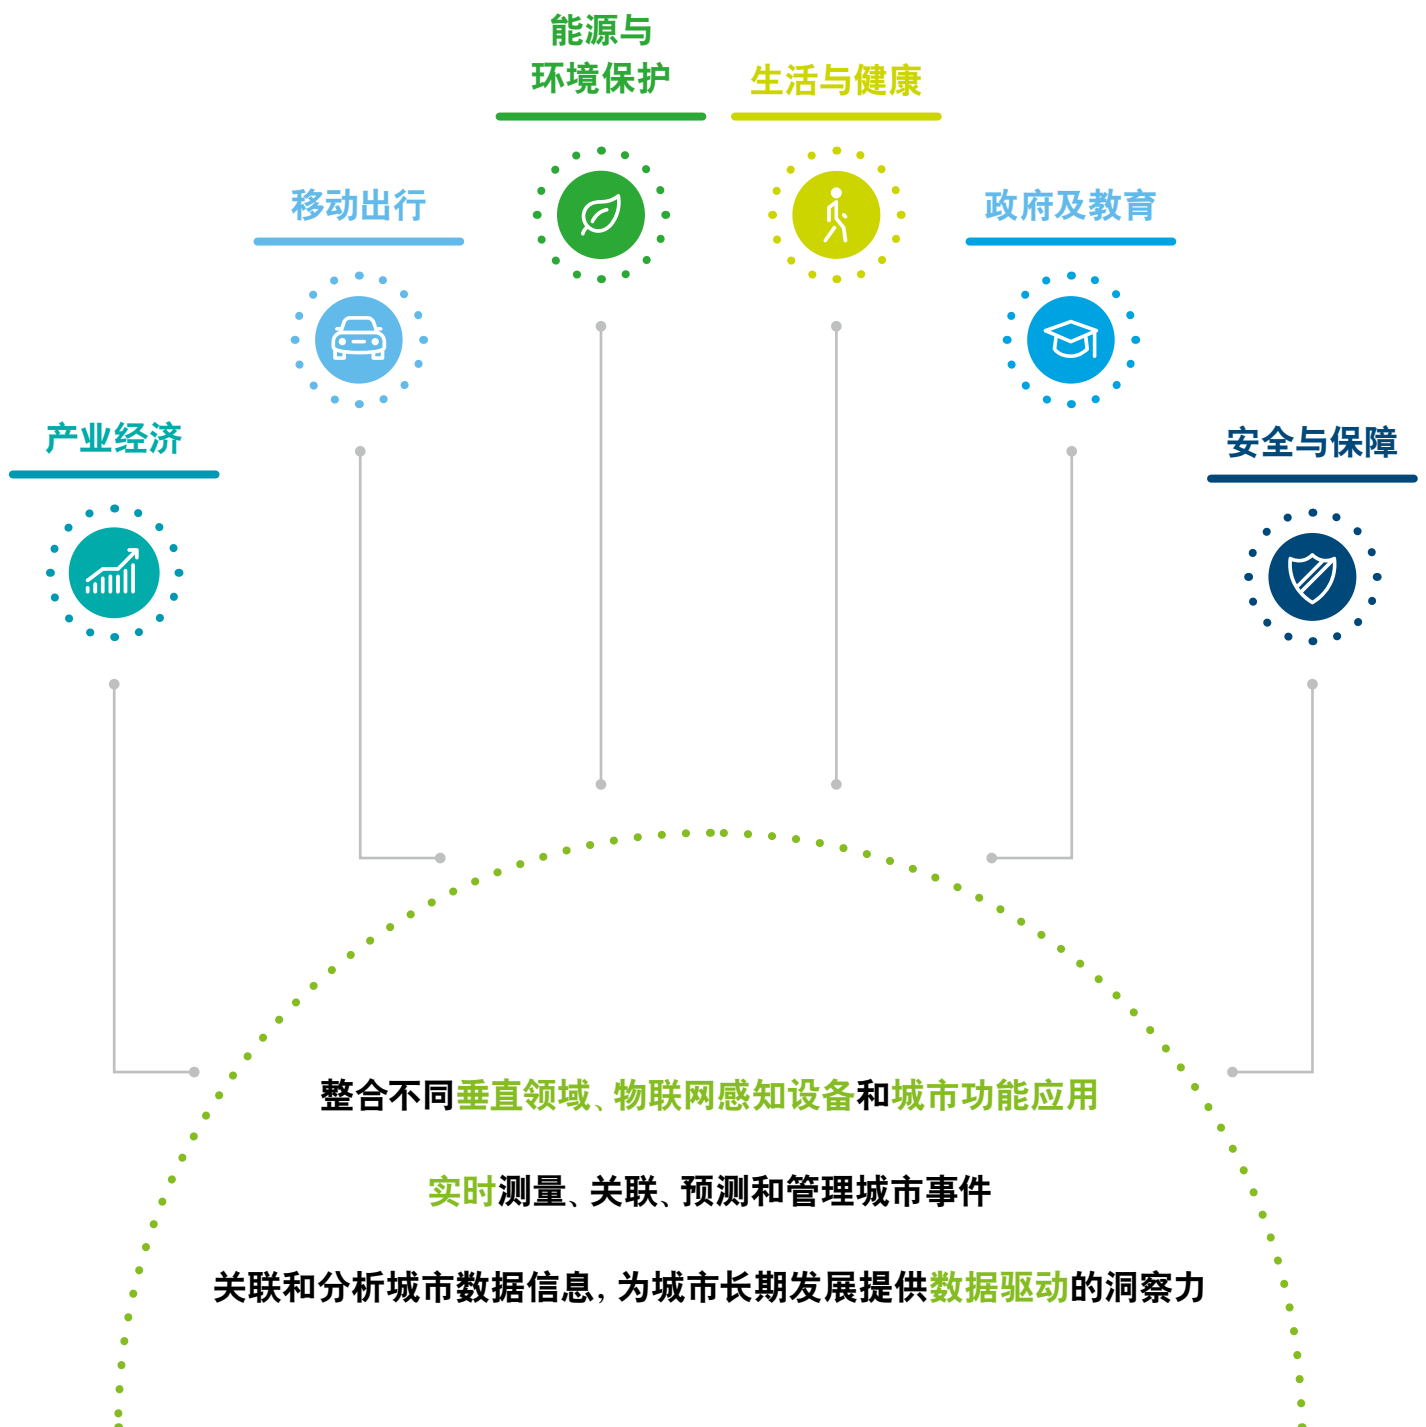 能源与
环境保护
生活与健康
移动出行
政府及教育
产业经济
安全与保障
整合不同垂直领域、物联网感知设备和城市功能应用
实时测量、关联、预测和管理城市事件
关联和分析城市数据信息,为城市长期发展提供数据驱动的洞察力